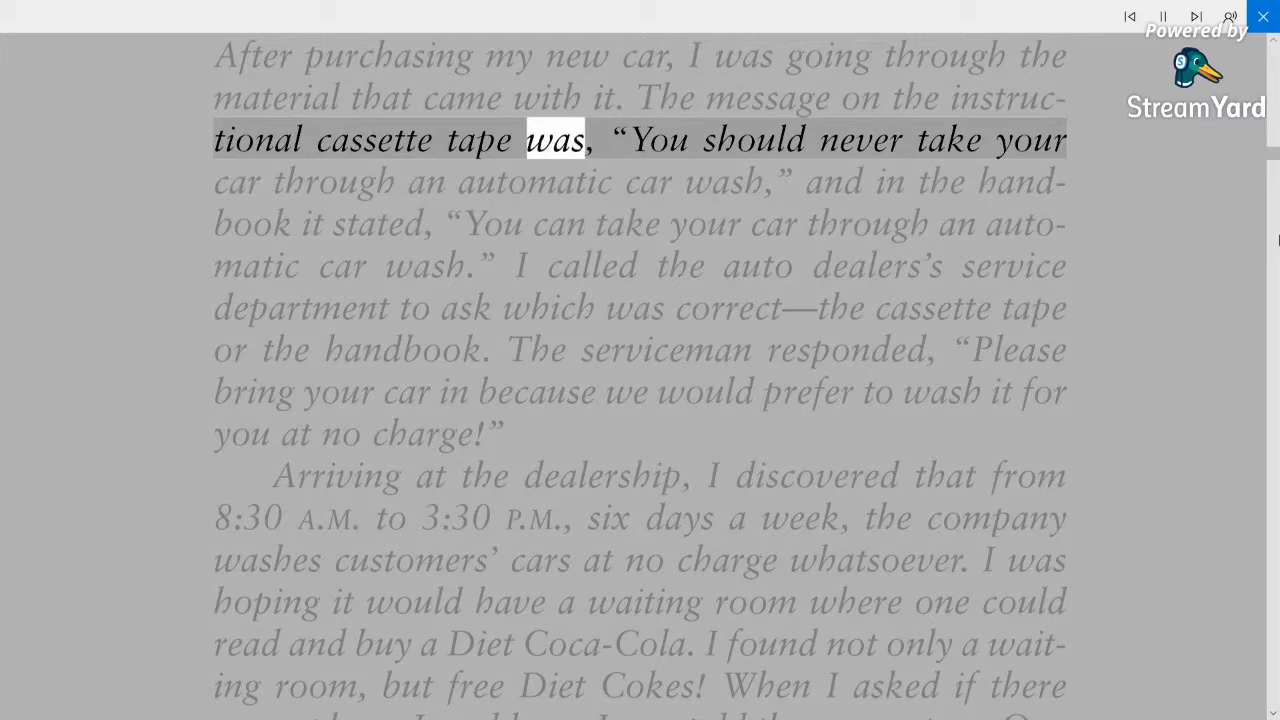 Powered by
StreamYard
After purchasing my new car, I was going through the
material that came with it. The message on the instruc-
tional cassette tape was, “You should never take your
car through an automatic car wash,” and in the hand-
book it stated, “You can take your car through an auto-
matic car wash.” I called the auto dealers’s service
department to ask which was correct—the cassette tape
or the handbook. The serviceman responded, “Please
bring your car in because we would prefer to wash it for
you at no charge!”
Arriving at the dealership, I discovered that from
8:30 A.M. to 3:30 P.M., six days a week, the company
washes customers’ cars at no charge whatsoever. I was
hoping it would have a waiting room where one could
read and buy a Diet Coca-Cola. I found not only a wait-
ing room, but free Diet Cokes! When I asked if there